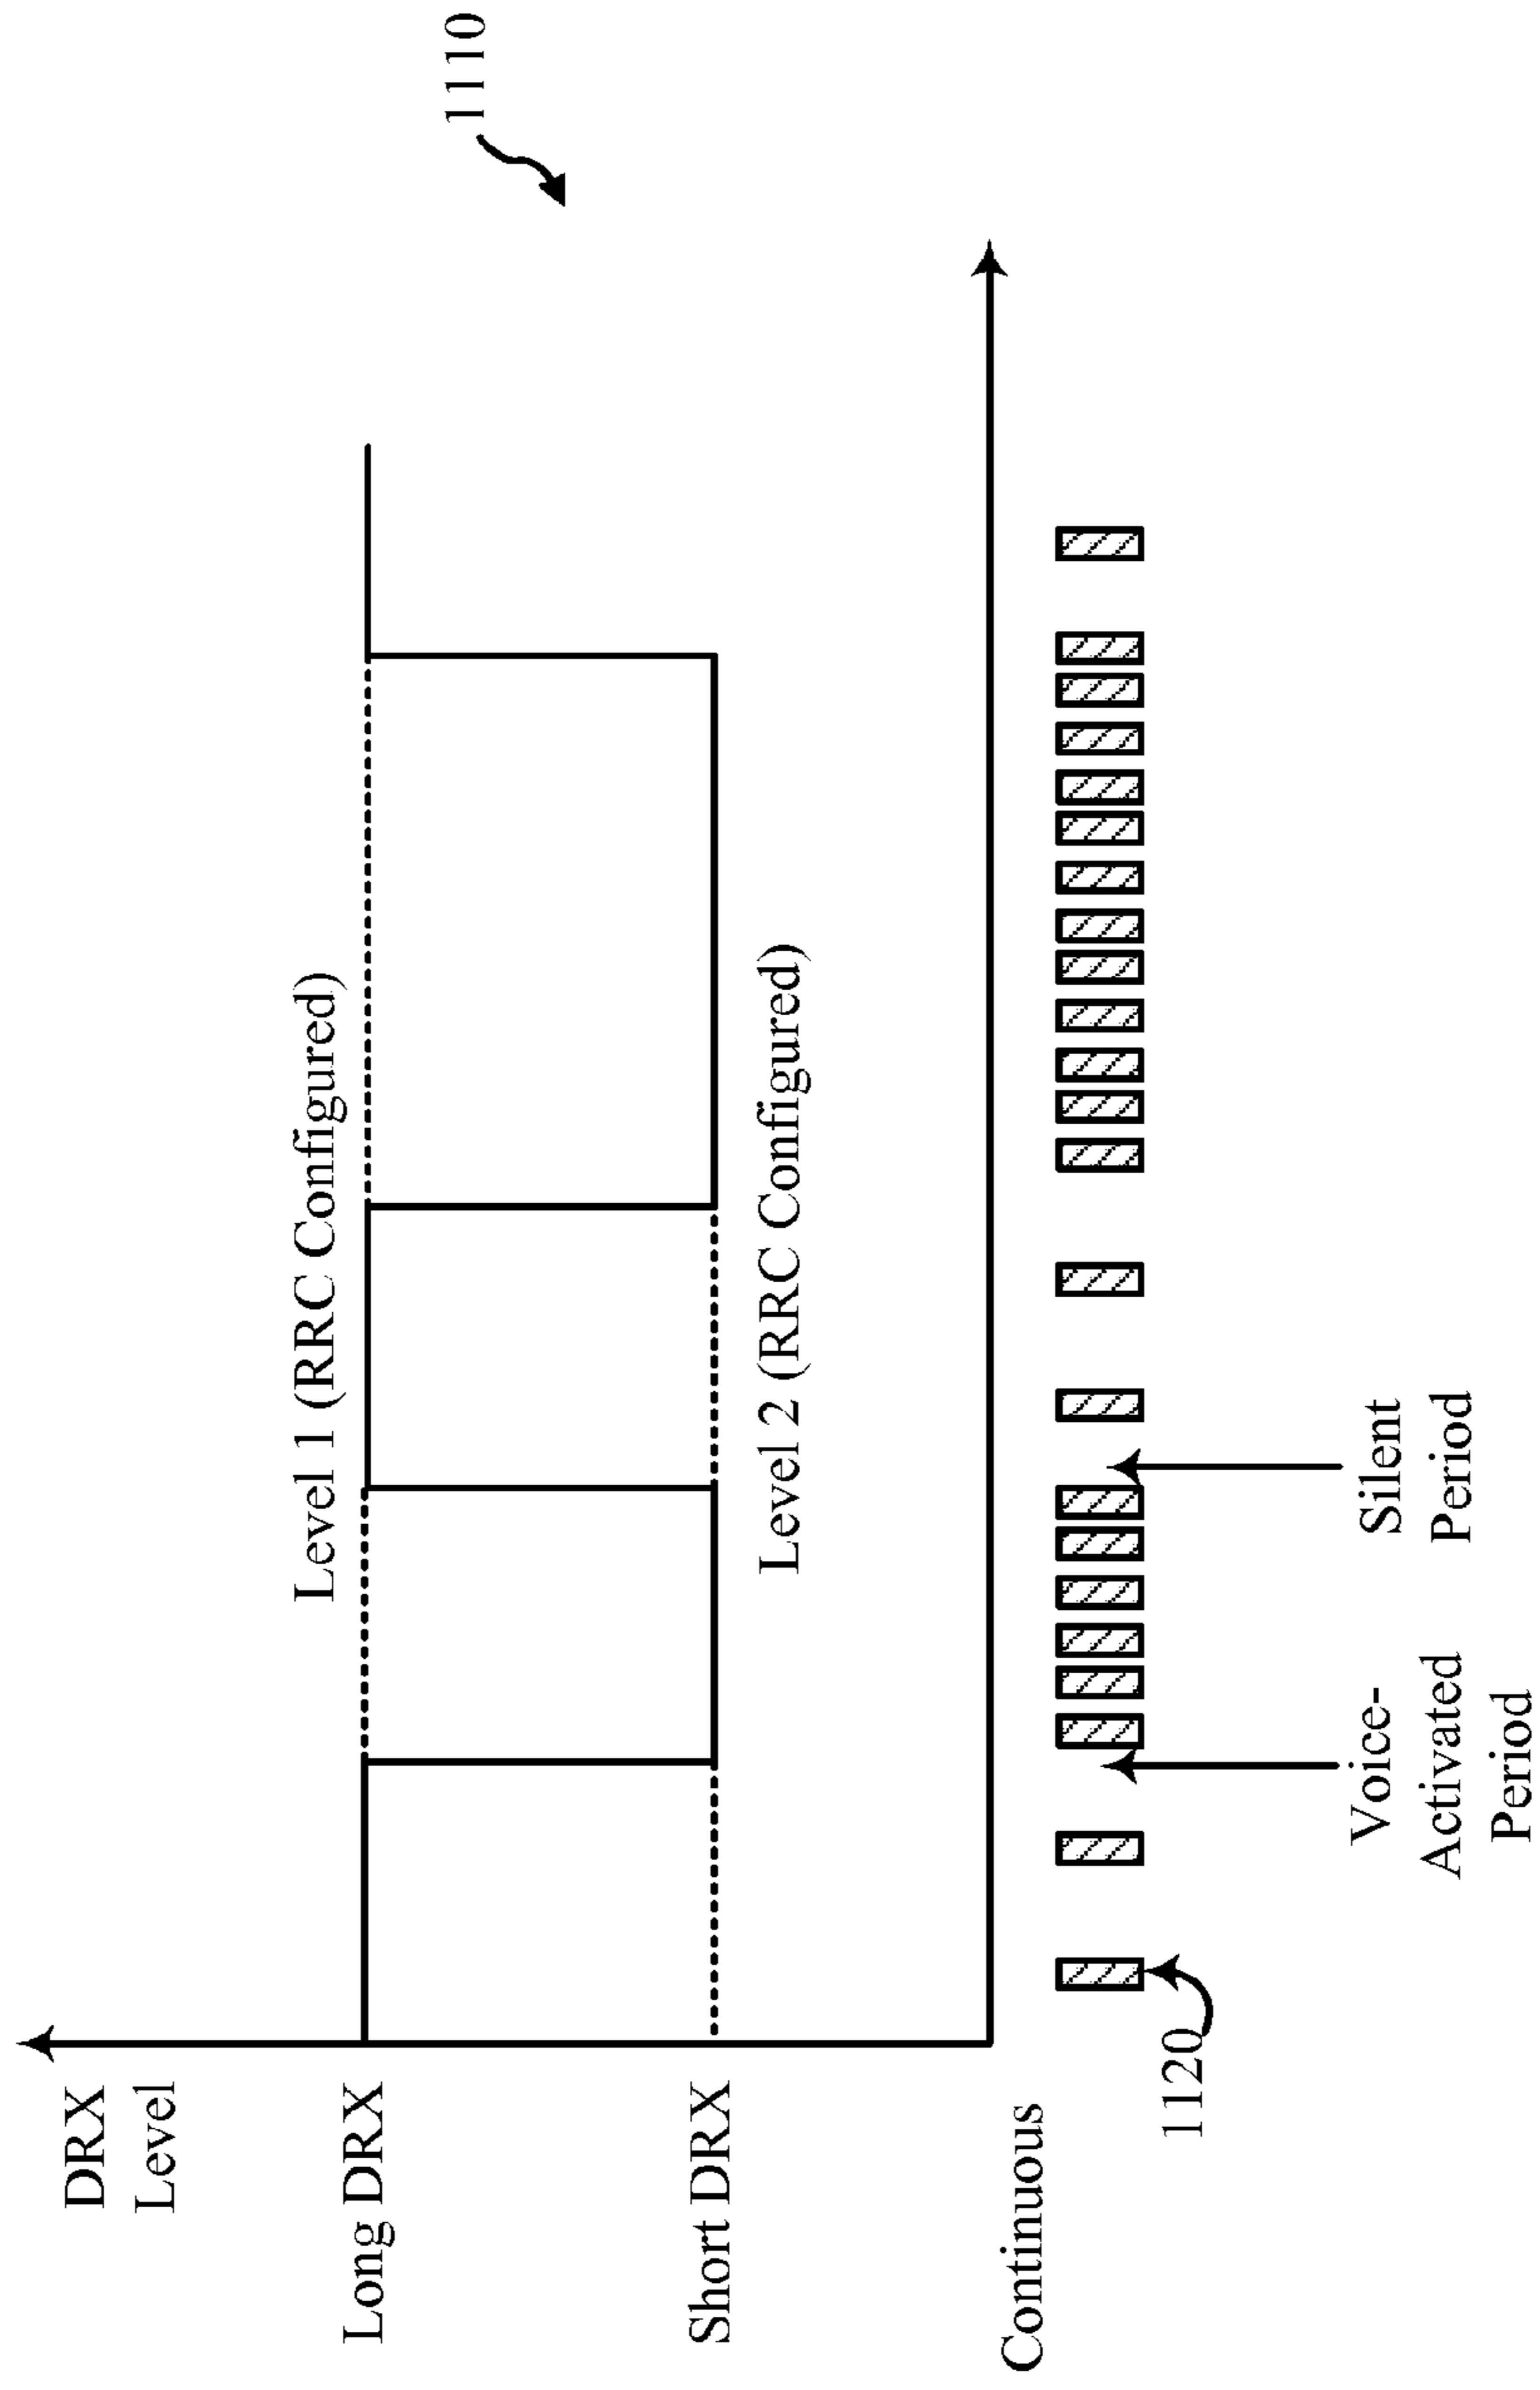 1110
DRX
Level
Long DRX
Level 1 (RRC Configured)
Short DRX
Level 2 (RRC Configured)
Continuous
1120
Voice-
Activated
Period
Silent
Period